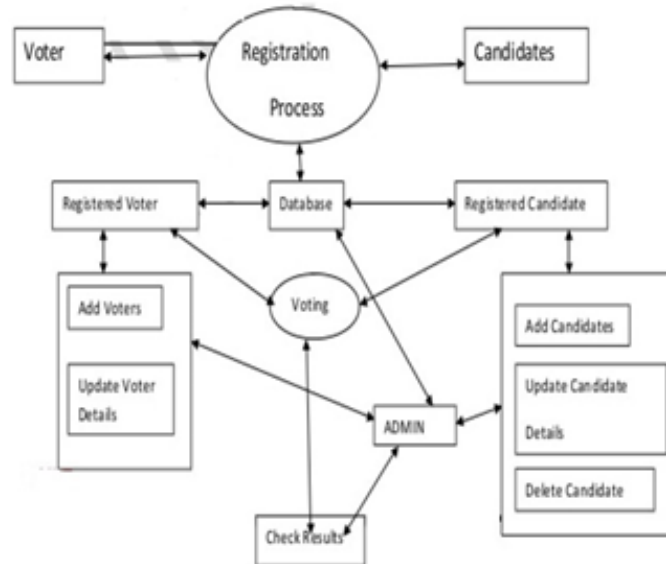 Voter
Registration
Process
Candidates
Registered Voter
Database
Registered Candidate
Add Voters
Voting
Add Candidates
Update Voter
Details
Update Candidate
Details
ADMIN
Delete Candidate
Check Results